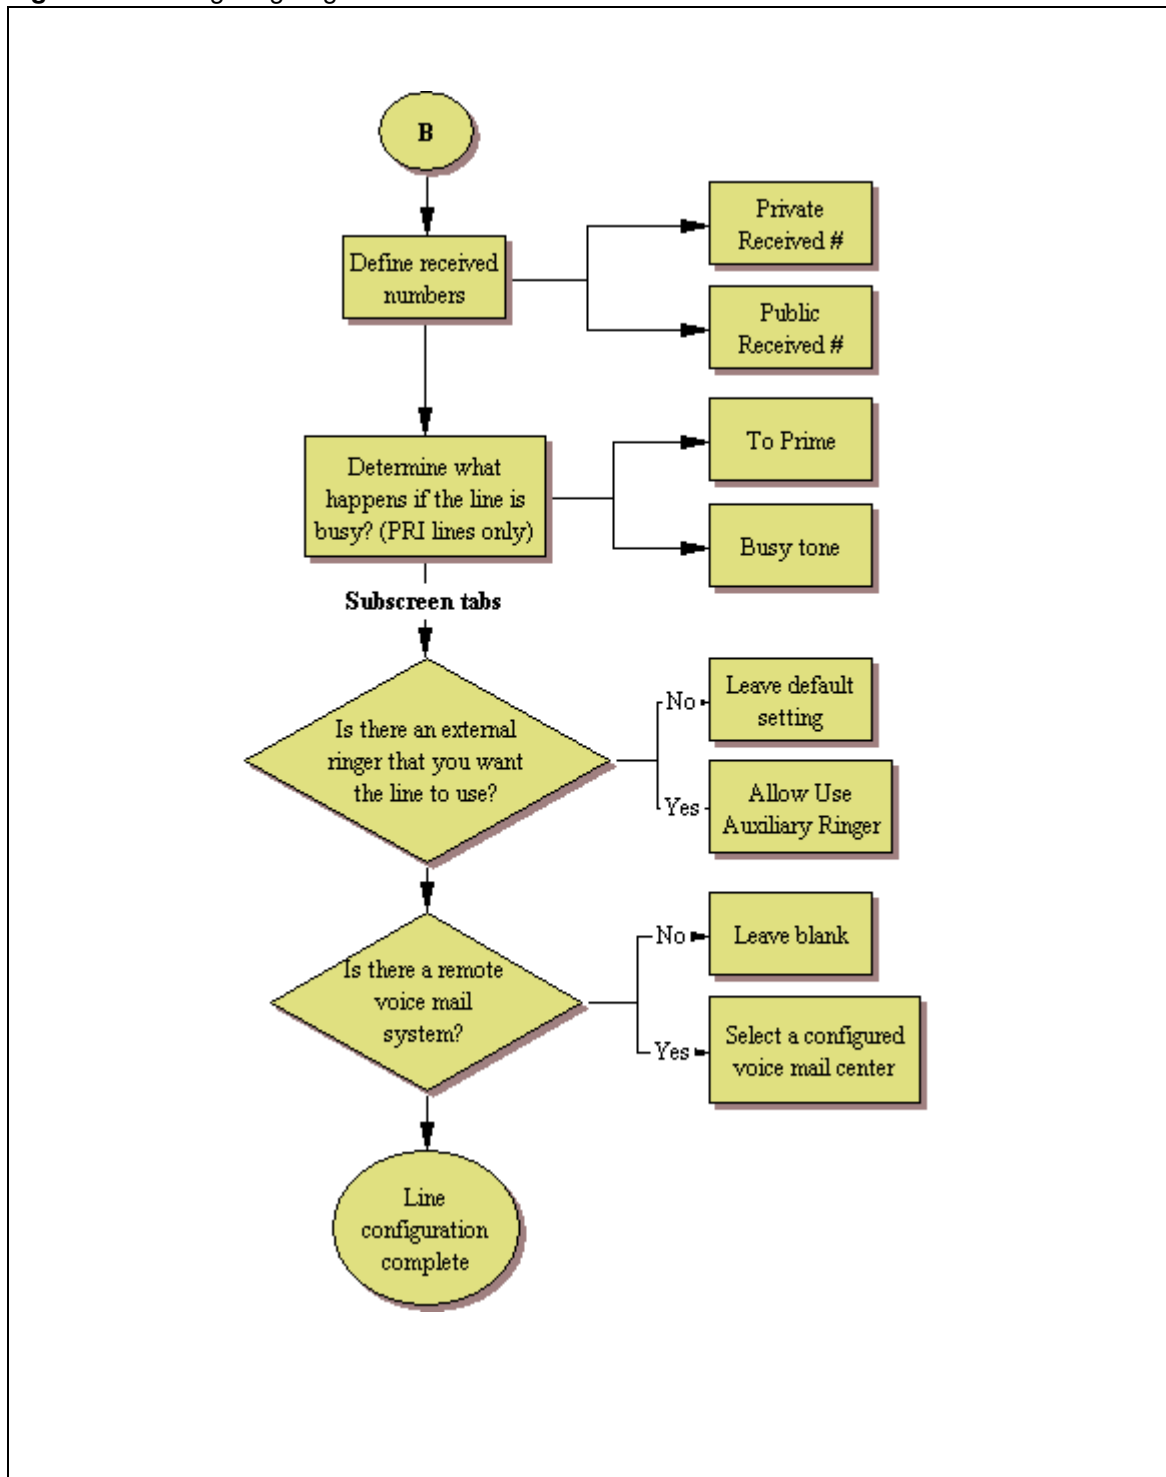 B
Define received
numbers
Private
Received #
Public
Received #
Determine what
happens if the line is
busy? (PRI lines only)
To Prime
Busy tone
Subscreen tabs
Is there an external
ringer that you want
the line to use?
No
Leave default
setting
Yes
Allow Use
Auxiliary Ringer
Is there a remote
voice mail
system?
No
Leave blank
Yes
Select a configured
voice mail center
Line
configuration
complete